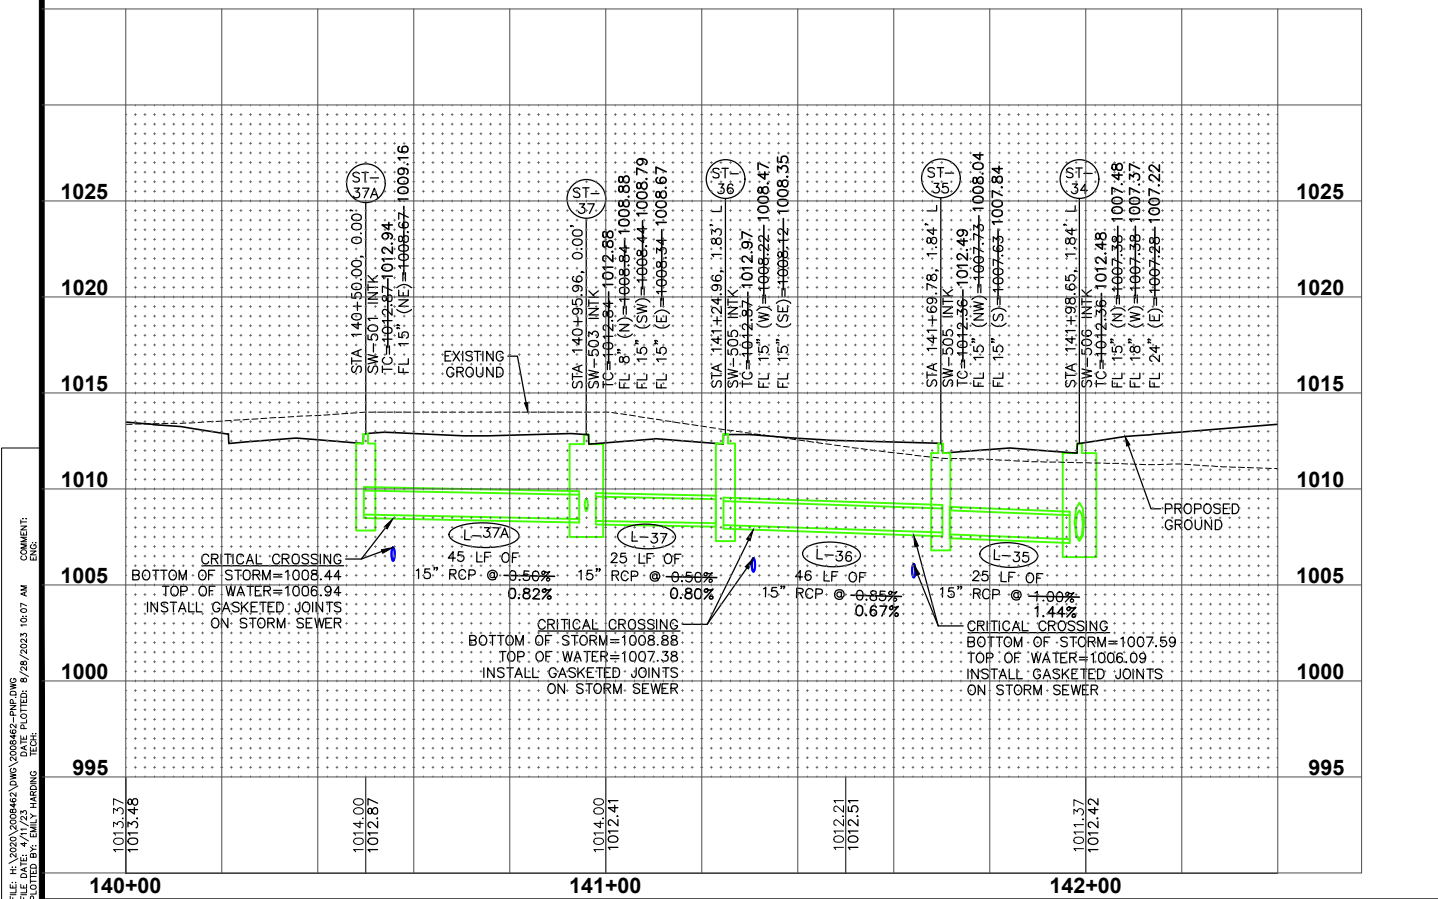 1025
1020
1015
1010
1005
1000
995
1025
1020
1015
1010
1005
1000
995
ST-
37A
STA 140+50.00, 0.00'
SW-501 INTK
TC=1012.87 1012.94
FL 15" (NE)=1008.67 1009.16
ST-
37
STA 140+95.96, 0.00'
SW-503 INTK
TC=1012.84 1012.88
FL 8" (N)=1008.84 1008.88
FL 15" (SW)=1008.44 1008.79
FL 15" (E)=1008.34 1008.67
ST-
36
STA 141+24.96, 1.83' L
SW-505 INTK
TC=1012.87 1012.97
FL 15" (W)=1008.22 1008.47
FL 15" (SE)=1008.12 1008.35
ST-
35
STA 141+69.78, 1.84' L
SW-505 INTK
TC=1012.36 1012.49
FL 15" (NW)=1007.73 1008.04
FL 15" (S)=1007.63 1007.84
ST-
34
STA 141+98.65, 1.84' L
SW-506 INTK
TC=1012.36 1012.48
FL 15" (N)=1007.38 1007.48
FL 18" (W)=1007.38 1007.37
FL 24" (E)=1007.28 1007.22
EXISTING
GROUND
PROPOSED
GROUND
L-37A
45 LF OF
15" RCP @ 0.50%
0.82%
L-37
25 LF OF
15" RCP @ 0.50%
0.80%
L-36
46 LF OF
15" RCP @ 0.85%
0.67%
L-35
25 LF OF
15" RCP @ 1.00%
1.44%
CRITICAL CROSSING
BOTTOM OF STORM=1008.44
TOP OF WATER=1006.94
INSTALL GASKETED JOINTS
ON STORM SEWER
CRITICAL CROSSING
BOTTOM OF STORM=1008.88
TOP OF WATER=1007.38
INSTALL GASKETED JOINTS
ON STORM SEWER
CRITICAL CROSSING
BOTTOM OF STORM=1007.59
TOP OF WATER=1006.09
INSTALL GASKETED JOINTS
ON STORM SEWER
1013.37
1013.48
1014.00
1012.87
1014.00
1012.41
1012.21
1012.51
1011.37
1012.42
140+00
141+00
142+00
FILE: H:\2020\2008462\DWG\2008462-PNP.DWG
FILE DATE: 4/11/23 DATE PLOTTED: 8/28/2023 10:07 AM COMMENT:
PLOTTED BY: EMILY HARDING TECH: ENG: